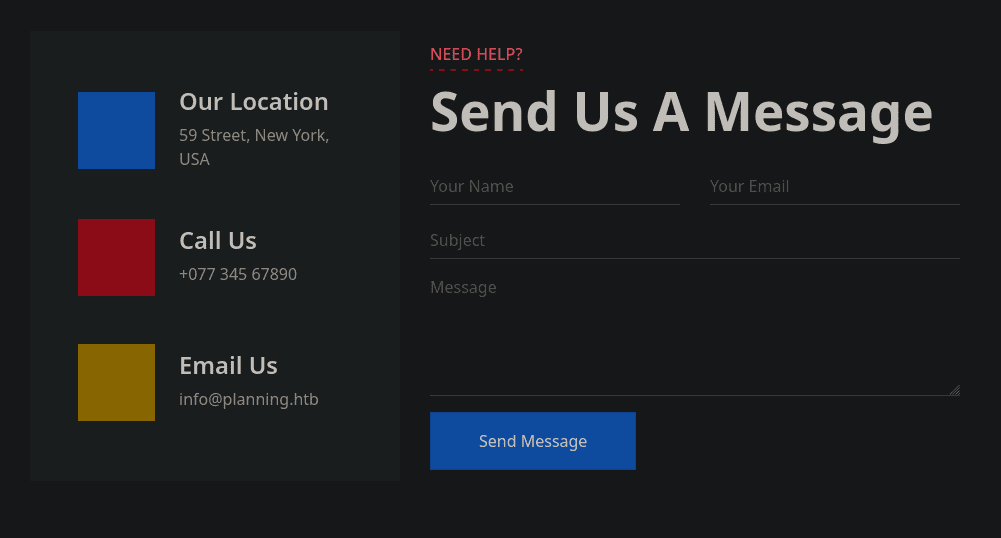 Our Location
59 Street, New York,
USA
Call Us
+077 345 67890
Email Us
info@planning.htb
NEED HELP?
Send Us A Message
Your Name
Your Email
Subject
Message
Send Message